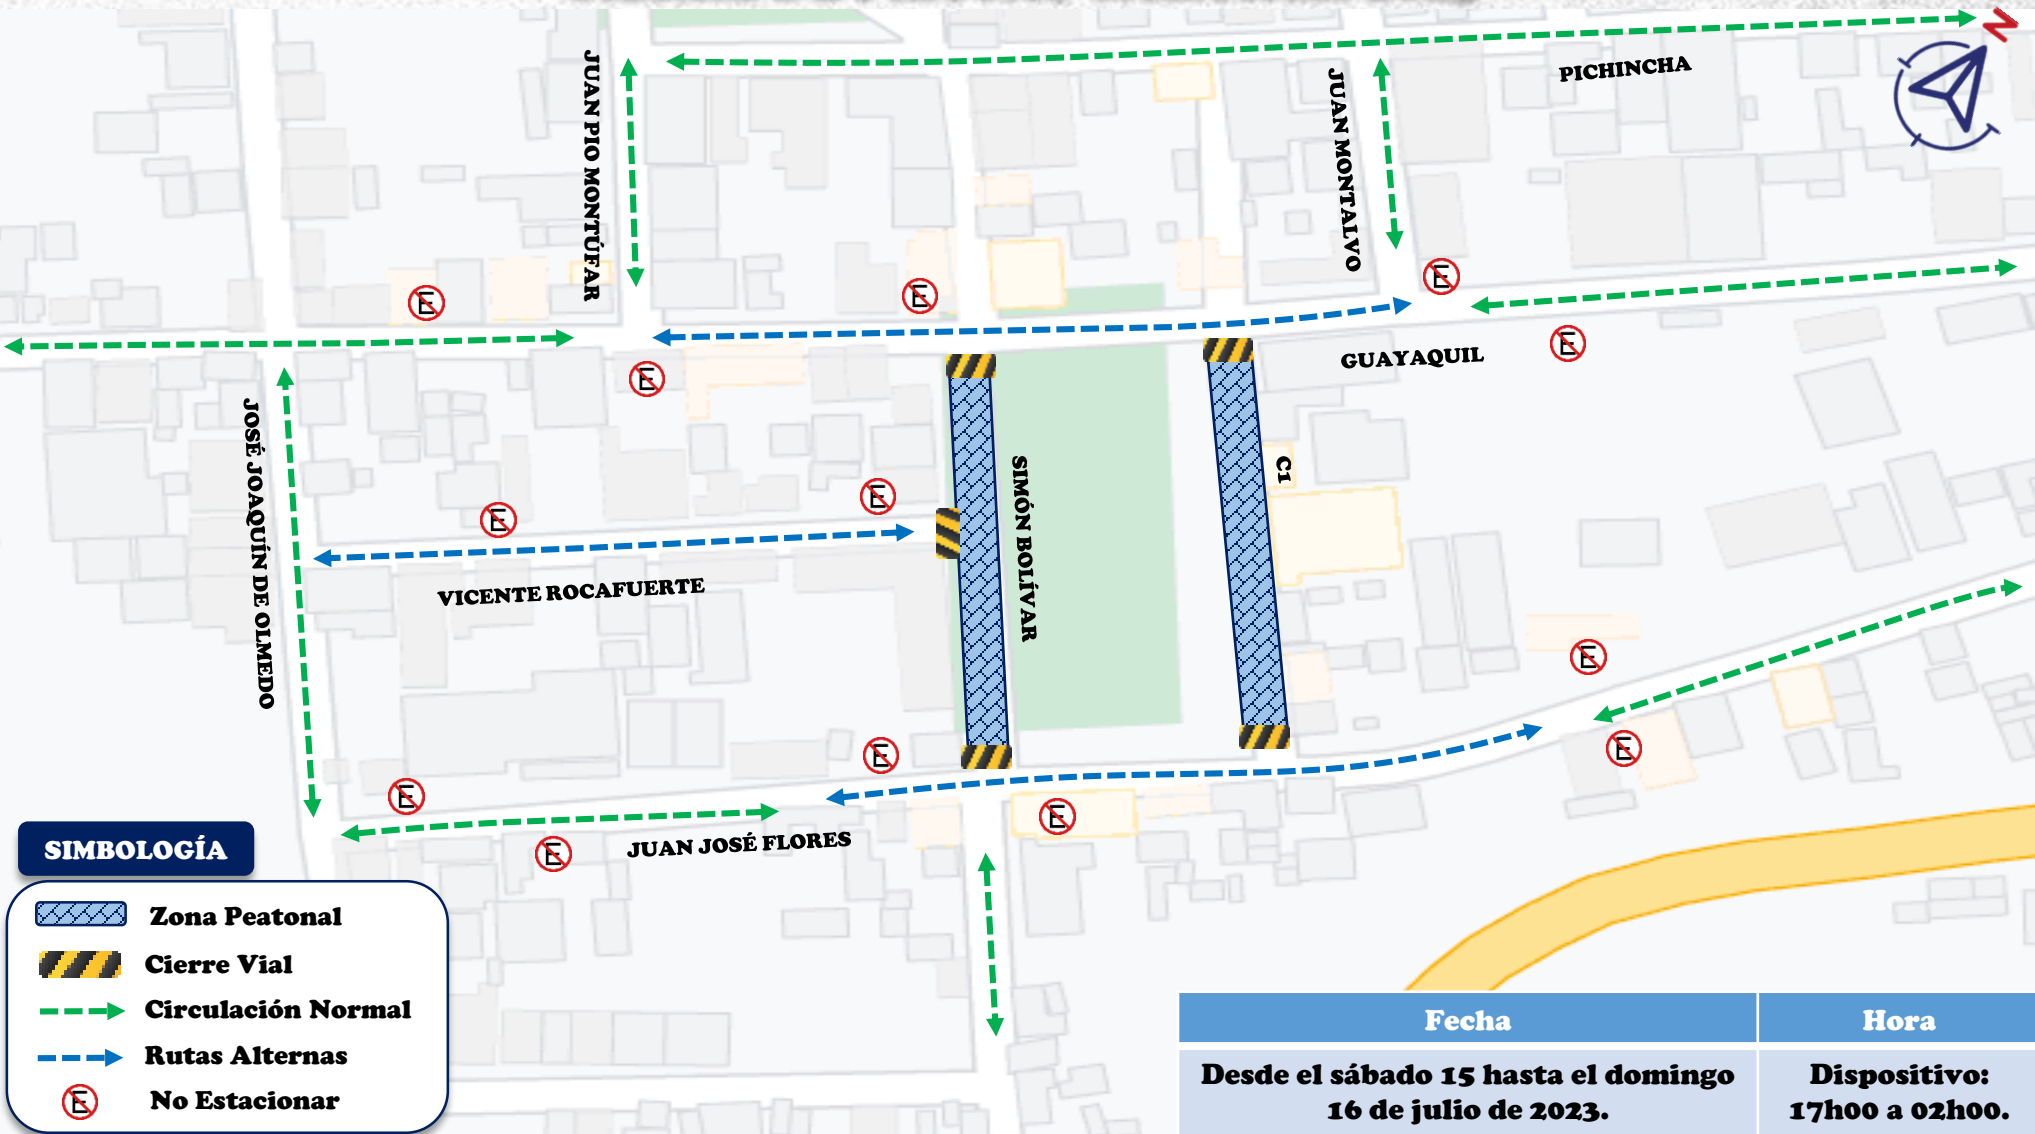 N
PICHINCHA
JUAN PIO MONTÚFAR
JUAN MONTALVO
E
E
E
E
E
GUAYAQUIL
JOSÉ JOAQUÍN DE OLMEDO
SIMÓN BOLÍVAR
C1
E
E
VICENTE ROCAFUERTE
E
E
E
E
E
E
JUAN JOSÉ FLORES
SIMBOLOGÍA
Zona Peatonal
Cierre Vial
Circulación Normal
Rutas Alternas
E No Estacionar
Fecha
Hora
Desde el sábado 15 hasta el domingo
16 de julio de 2023.
Dispositivo:
17h00 a 02h00.